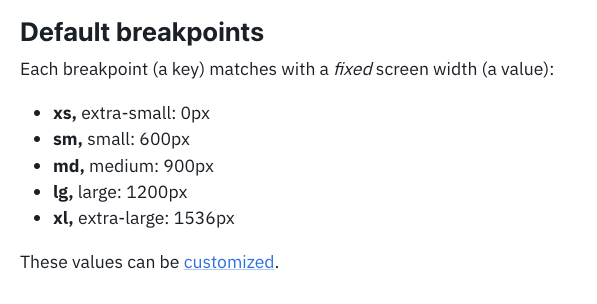 Default breakpoints
Each breakpoint (a key) matches with a fixed screen width (a value):
• xs, extra-small: 0px
• sm, small: 600px
• md, medium: 900px
• lg, large: 1200px
• xl, extra-large: 1536px
These values can be customized.